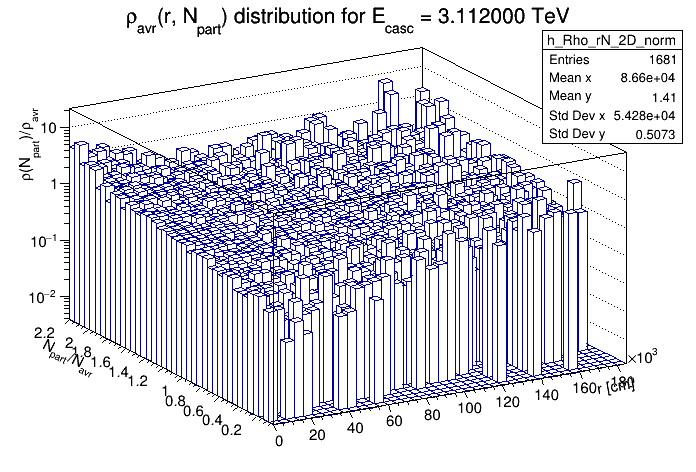 ρavr(r, Npart) distribution for Ecasc = 3.112000 TeV
h_Rho_rN_2D_norm
Entries 1681
Mean x 8.66e+04
Mean y 1.41
Std Dev x 5.428e+04
Std Dev y 0.5073
ρ(Npart)/ρavr
10
1
10−1
10−2
2.2 2 1.8 1.6 1.4 1.2 1 0.8 0.6 0.4 0.2
Npart/Navr
0 20 40 60 80 100 120 140 160 180
r [cm]
×103